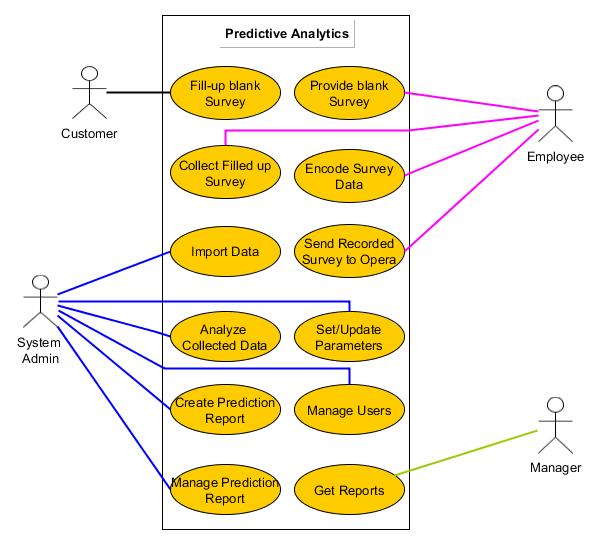 Predictive Analytics
Fill-up blank
Survey
Provide blank
Survey
Customer
Employee
Collect Filled up
Survey
Encode Survey
Data
Import Data
Send Recorded
Survey to Opera
System
Admin
Analyze
Collected Data
Set/Update
Parameters
Create Prediction
Report
Manage Users
Manager
Manage Prediction
Report
Get Reports